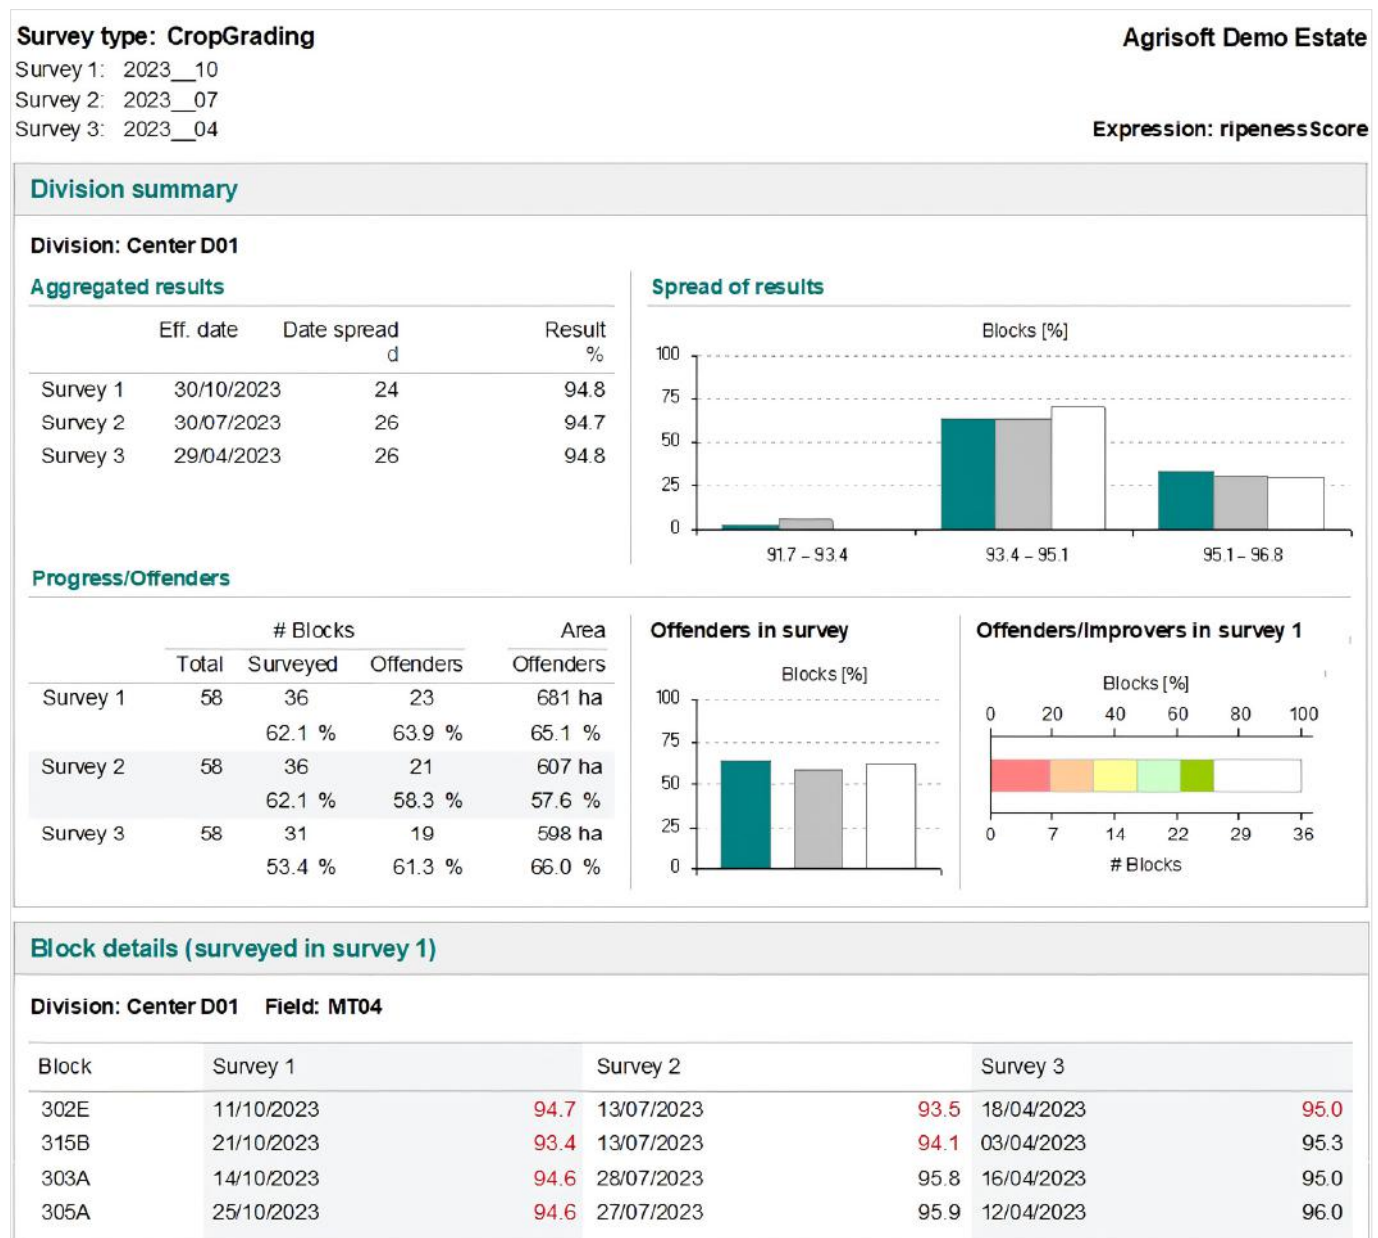 Survey type: CropGrading
Agrisoft Demo Estate
Survey 1: 2023__10
Survey 2: 2023__07
Survey 3: 2023__04
Expression: ripenessScore
Division summary
Division: Center D01
Aggregated results
Eff. date Date spread Result
d %
Survey 1 30/10/2023 24 94.8
Survey 2 30/07/2023 26 94.7
Survey 3 29/04/2023 26 94.8
Spread of results
Blocks [%]
100
75
50
25
0
91.7 – 93.4 93.4 – 95.1 95.1 – 96.8
Progress/Offenders
# Blocks Area
Total Surveyed Offenders Offenders
Survey 1 58 36 23 681 ha
62.1 % 63.9 % 65.1 %
Survey 2 58 36 21 607 ha
62.1 % 58.3 % 57.6 %
Survey 3 58 31 19 598 ha
53.4 % 61.3 % 66.0 %
Offenders in survey
Blocks [%]
100
75
50
25
0
Offenders/Improvers in survey 1
Blocks [%]
0 20 40 60 80 100
0 7 14 22 29 36
# Blocks
Block details (surveyed in survey 1)
Division: Center D01 Field: MT04
Block Survey 1 Survey 2 Survey 3
302E 11/10/2023 94.7 13/07/2023 93.5 18/04/2023 95.0
315B 21/10/2023 93.4 13/07/2023 94.1 03/04/2023 95.3
303A 14/10/2023 94.6 28/07/2023 95.8 16/04/2023 95.0
305A 25/10/2023 94.6 27/07/2023 95.9 12/04/2023 96.0